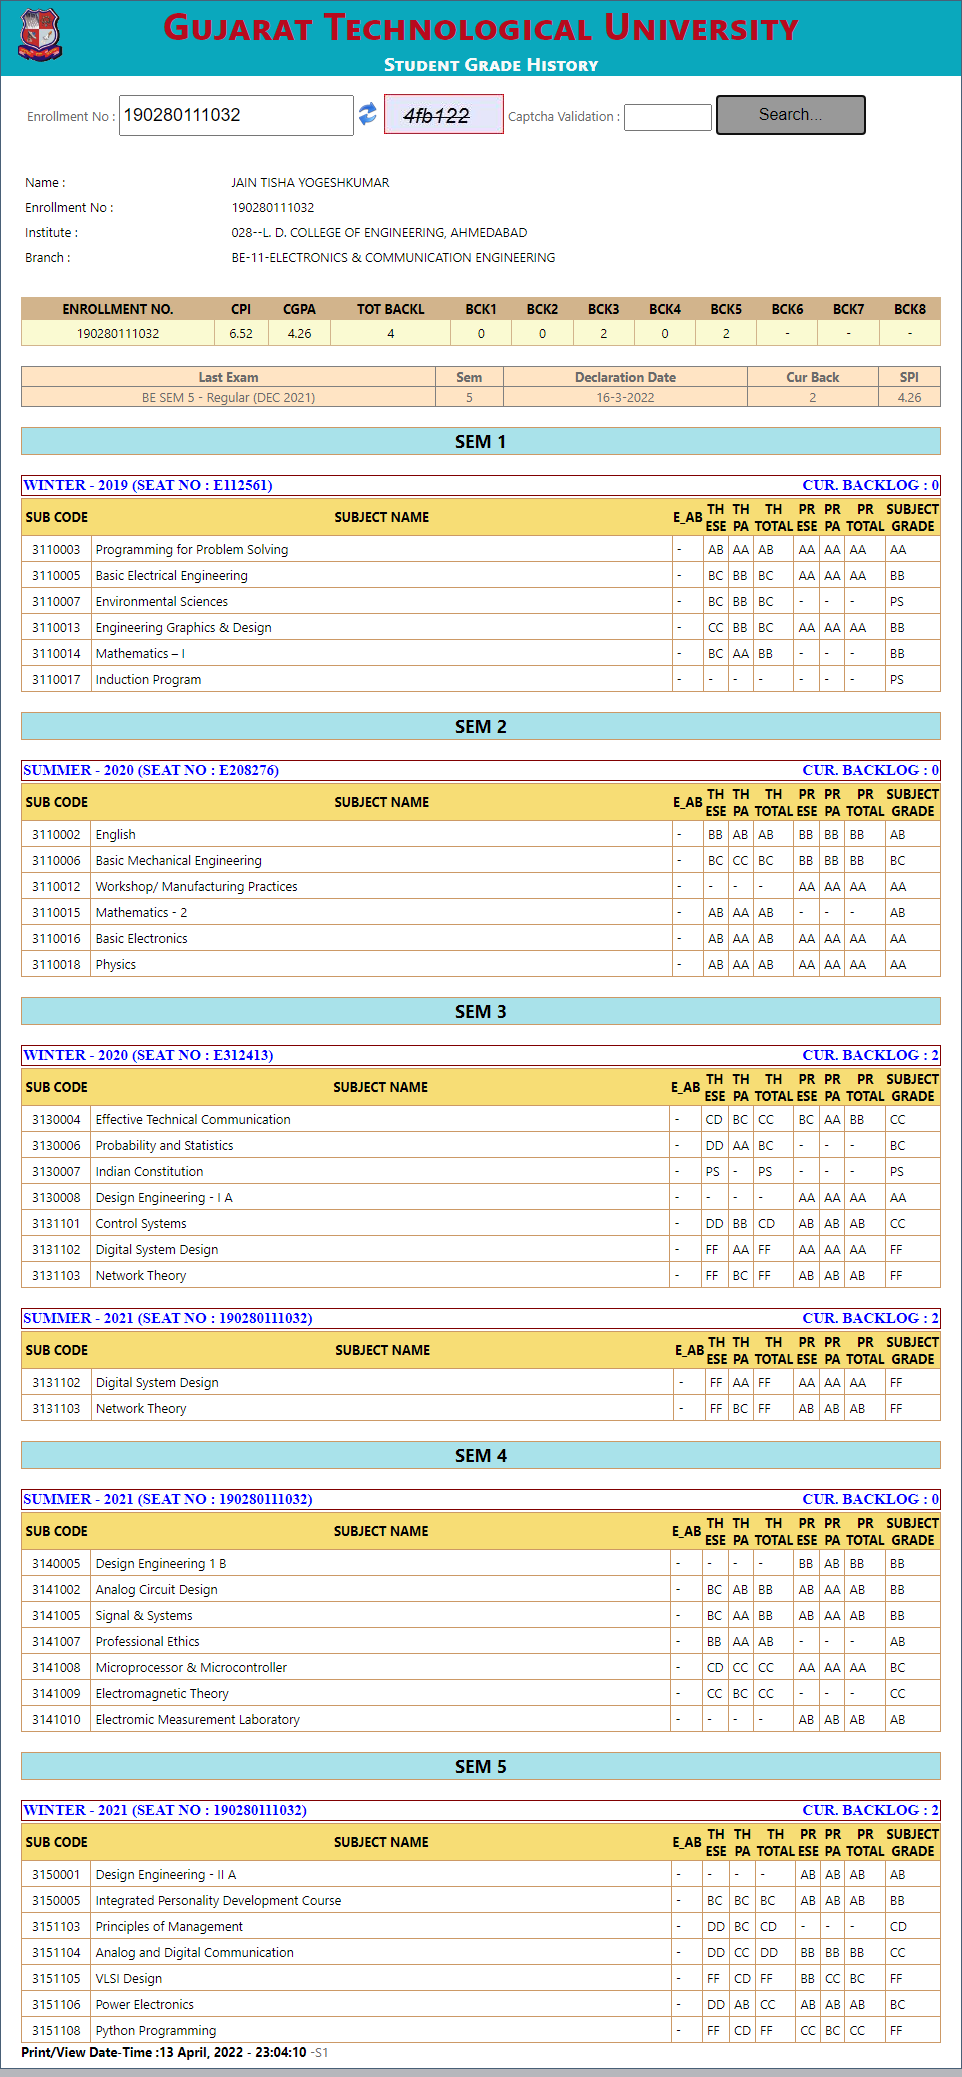 Gujarat Technological University
Student Grade History
Enrollment No : 190280111032 4fb122 Captcha Validation : Search...
Name : JAIN TISHA YOGESHKUMAR
Enrollment No : 190280111032
Institute : 028--L. D. COLLEGE OF ENGINEERING, AHMEDABAD
Branch : BE-11-ELECTRONICS & COMMUNICATION ENGINEERING
ENROLLMENT NO. CPI CGPA TOT BACKL BCK1 BCK2 BCK3 BCK4 BCK5 BCK6 BCK7 BCK8
190280111032 6.52 4.26 4 0 0 2 0 2 - - -
Last Exam Sem Declaration Date Cur Back SPI
BE SEM 5 - Regular (DEC 2021) 5 16-3-2022 2 4.26
SEM 1
WINTER - 2019 (SEAT NO : E112561) CUR. BACKLOG : 0
SUB CODE SUBJECT NAME E_AB TH ESE TH PA TH TOTAL PR ESE PR PA PR TOTAL SUBJECT GRADE
3110003 Programming for Problem Solving - AB AA AB AA AA AA AA
3110005 Basic Electrical Engineering - BC BB BC AA AA AA BB
3110007 Environmental Sciences - BC BB BC - - - PS
3110013 Engineering Graphics & Design - CC BB BC AA AA AA BB
3110014 Mathematics – I - BC AA BB - - - BB
3110017 Induction Program - - - - - - - PS
SEM 2
SUMMER - 2020 (SEAT NO : E208276) CUR. BACKLOG : 0
SUB CODE SUBJECT NAME E_AB TH ESE TH PA TH TOTAL PR ESE PR PA PR TOTAL SUBJECT GRADE
3110002 English - BB AB AB BB BB BB AB
3110006 Basic Mechanical Engineering - BC CC BC BB BB BB BC
3110012 Workshop/ Manufacturing Practices - - - - AA AA AA AA
3110015 Mathematics - 2 - AB AA AB - - - AB
3110016 Basic Electronics - AB AA AB AA AA AA AA
3110018 Physics - AB AA AB AA AA AA AA
SEM 3
WINTER - 2020 (SEAT NO : E312413) CUR. BACKLOG : 2
SUB CODE SUBJECT NAME E_AB TH ESE TH PA TH TOTAL PR ESE PR PA PR TOTAL SUBJECT GRADE
3130004 Effective Technical Communication - CD BC CC BC AA BB CC
3130006 Probability and Statistics - DD AA BC - - - BC
3130007 Indian Constitution - PS - PS - - - PS
3130008 Design Engineering - I A - - - - AA AA AA AA
3131101 Control Systems - DD BB CD AB AB AB CC
3131102 Digital System Design - FF AA FF AA AA AA FF
3131103 Network Theory - FF BC FF AB AB AB FF
SUMMER - 2021 (SEAT NO : 190280111032) CUR. BACKLOG : 2
SUB CODE SUBJECT NAME E_AB TH ESE TH PA TH TOTAL PR ESE PR PA PR TOTAL SUBJECT GRADE
3131102 Digital System Design - FF AA FF AA AA AA FF
3131103 Network Theory - FF BC FF AB AB AB FF
SEM 4
SUMMER - 2021 (SEAT NO : 190280111032) CUR. BACKLOG : 0
SUB CODE SUBJECT NAME E_AB TH ESE TH PA TH TOTAL PR ESE PR PA PR TOTAL SUBJECT GRADE
3140005 Design Engineering 1 B - - - - BB AB BB BB
3141002 Analog Circuit Design - BC AB BB AB AA AB BB
3141005 Signal & Systems - BC AA BB AB AA AB BB
3141007 Professional Ethics - BB AA AB - - - AB
3141008 Microprocessor & Microcontroller - CD CC CC AA AA AA BC
3141009 Electromagnetic Theory - CC BC CC - - - CC
3141010 Electromic Measurement Laboratory - - - - AB AB AB AB
SEM 5
WINTER - 2021 (SEAT NO : 190280111032) CUR. BACKLOG : 2
SUB CODE SUBJECT NAME E_AB TH ESE TH PA TH TOTAL PR ESE PR PA PR TOTAL SUBJECT GRADE
3150001 Design Engineering - II A - - - - AB AB AB AB
3150005 Integrated Personality Development Course - BC BC BC AB AB AB BB
3151103 Principles of Management - DD BC CD - - - CD
3151104 Analog and Digital Communication - DD CC DD BB BB BB CC
3151105 VLSI Design - FF CD FF BB CC BC FF
3151106 Power Electronics - DD AB CC AB AB AB BC
3151108 Python Programming - FF CD FF CC BC CC FF
Print/View Date-Time :13 April, 2022 - 23:04:10 -S1